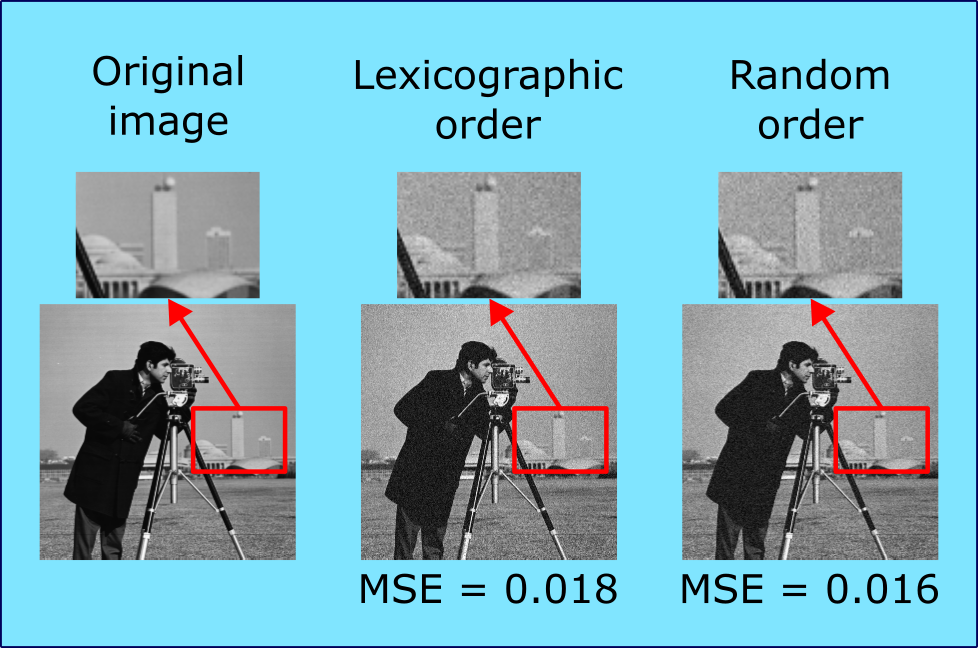 Original
image
Lexicographic
order
Random
order
MSE = 0.018
MSE = 0.016